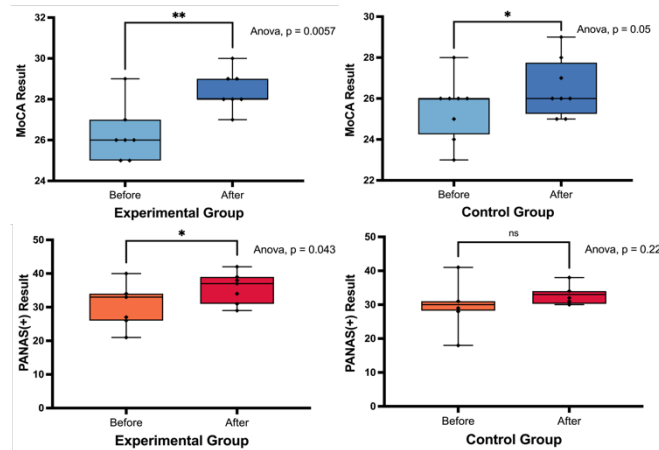 **
Anova, p = 0.0057
MoCA Result
32
30
28
26
24
Before
After
Experimental Group
*
Anova, p = 0.05
MoCA Result
30
28
26
24
22
Before
After
Control Group
*
Anova, p = 0.043
PANAS(+) Result
50
40
30
20
10
0
Before
After
Experimental Group
ns
Anova, p = 0.22
PANAS(+) Result
50
40
30
20
10
0
Before
After
Control Group